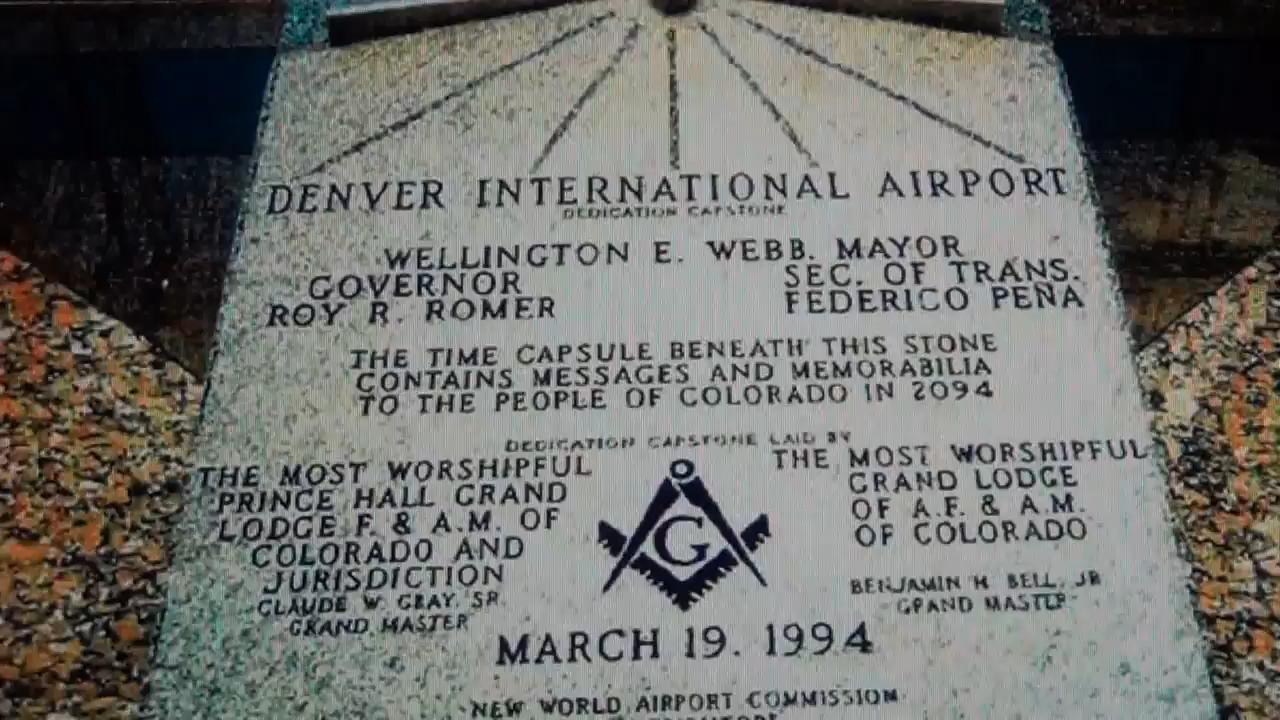 DENVER INTERNATIONAL AIRPORT
DEDICATION CAPSTONE
WELLINGTON E. WEBB. MAYOR
GOVERNOR
ROY R. ROMER
SEC. OF TRANS.
FEDERICO PEÑA
THE TIME CAPSULE BENEATH THIS STONE
CONTAINS MESSAGES AND MEMORABILIA
TO THE PEOPLE OF COLORADO IN 2094
DEDICATION CAPSTONE LAID BY
THE MOST WORSHIPFUL
PRINCE HALL GRAND
LODGE F. & A.M. OF
COLORADO AND
JURISDICTION
CLAUDE W. GRAY, SR.
GRAND MASTER
G
THE MOST WORSHIPFUL
GRAND LODGE
OF A.F. & A.M.
OF COLORADO
BENJAMIN H. BELL, JR
GRAND MASTER
MARCH 19. 1994
NEW WORLD AIRPORT COMMISSION